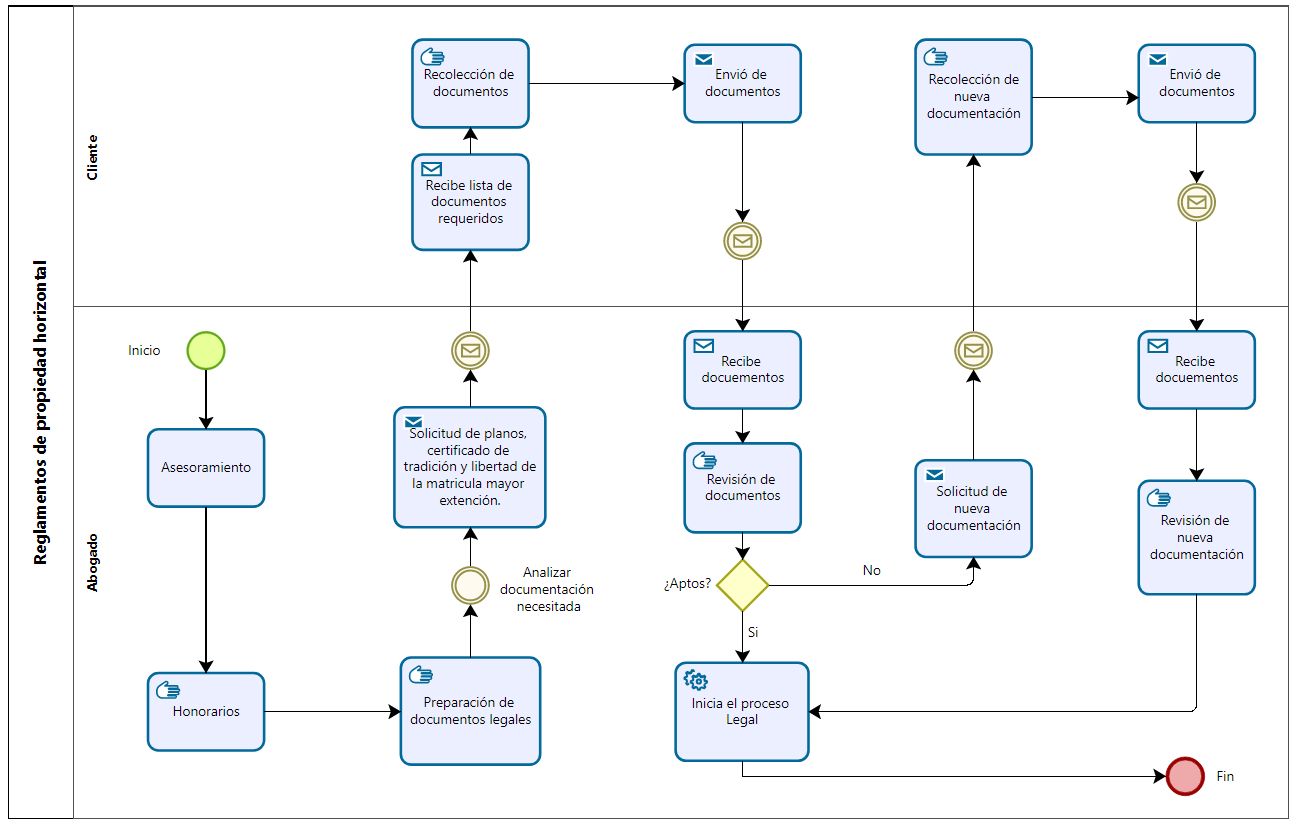 Reglamentos de propiedad horizontal
Cliente
Recolección de
documentos
Envió de
documentos
Recolección de
nueva
documentación
Envió de
documentos
Recibe lista de
documentos
requeridos
Abogado
Inicio
Asesoramiento
Honorarios
Solicitud de planos,
certificado de
tradición y libertad de
la matricula mayor
extención.
Analizar
documentación
necesitada
Preparación de
documentos legales
Recibe
docuementos
Revisión de
documentos
¿Aptos?
No
Si
Inicia el proceso
Legal
Solicitud de
nueva
documentación
Recibe
docuementos
Revisión de
nueva
documentación
Fin